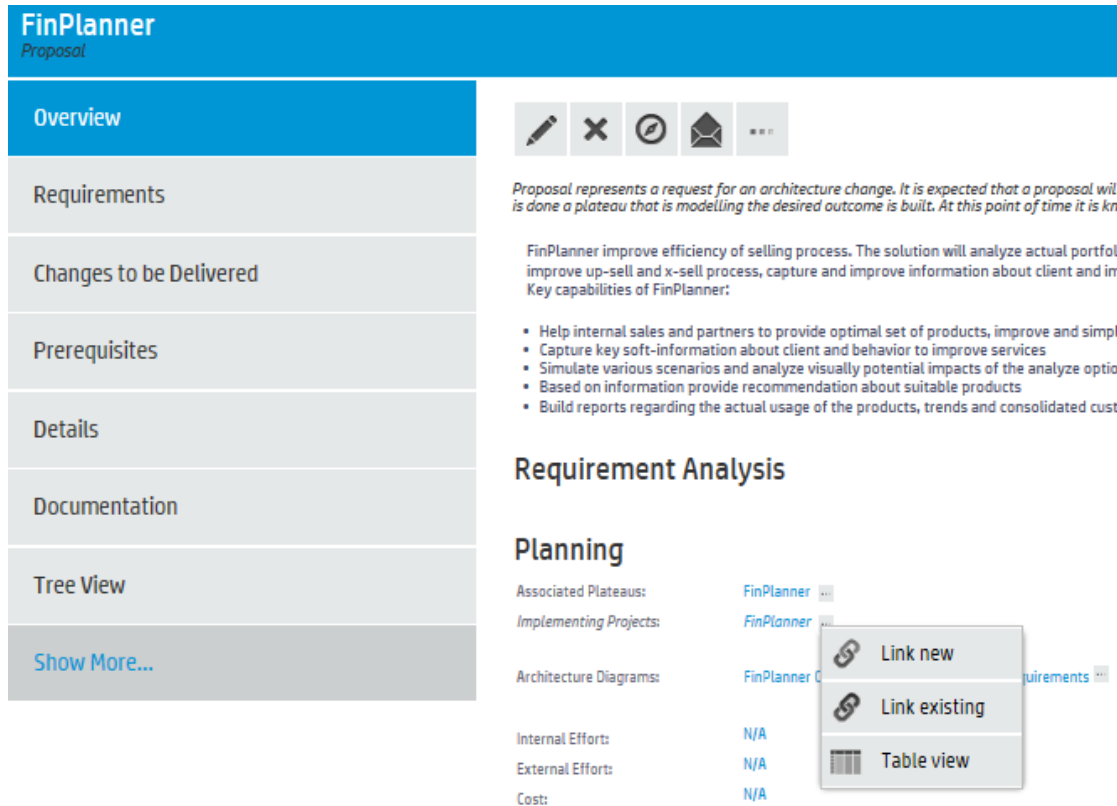 FinPlanner
Proposal
Overview
Requirements
Changes to be Delivered
Prerequisites
Details
Documentation
Tree View
Show More...
Proposal represents a request for an architecture change. It is expected that a proposal wil
is done a plateau that is modelling the desired outcome is built. At this point of time it is kn
FinPlanner improve efficiency of selling process. The solution will analyze actual portfol
improve up-sell and x-sell process, capture and improve information about client and im
Key capabilities of FinPlanner:
• Help internal sales and partners to provide optimal set of products, improve and simpl
• Capture key soft-information about client and behavior to improve services
• Simulate various scenarios and analyze visually potential impacts of the analyze optio
• Based on information provide recommendation about suitable products
• Build reports regarding the actual usage of the products, trends and consolidated cust
Requirement Analysis
Planning
Associated Plateaus: FinPlanner ...
Implementing Projects: FinPlanner ...
Link new
Architecture Diagrams: FinPlanner quirements ...
Link existing
Internal Effort: N/A
Table view
External Effort: N/A
Cost: N/A